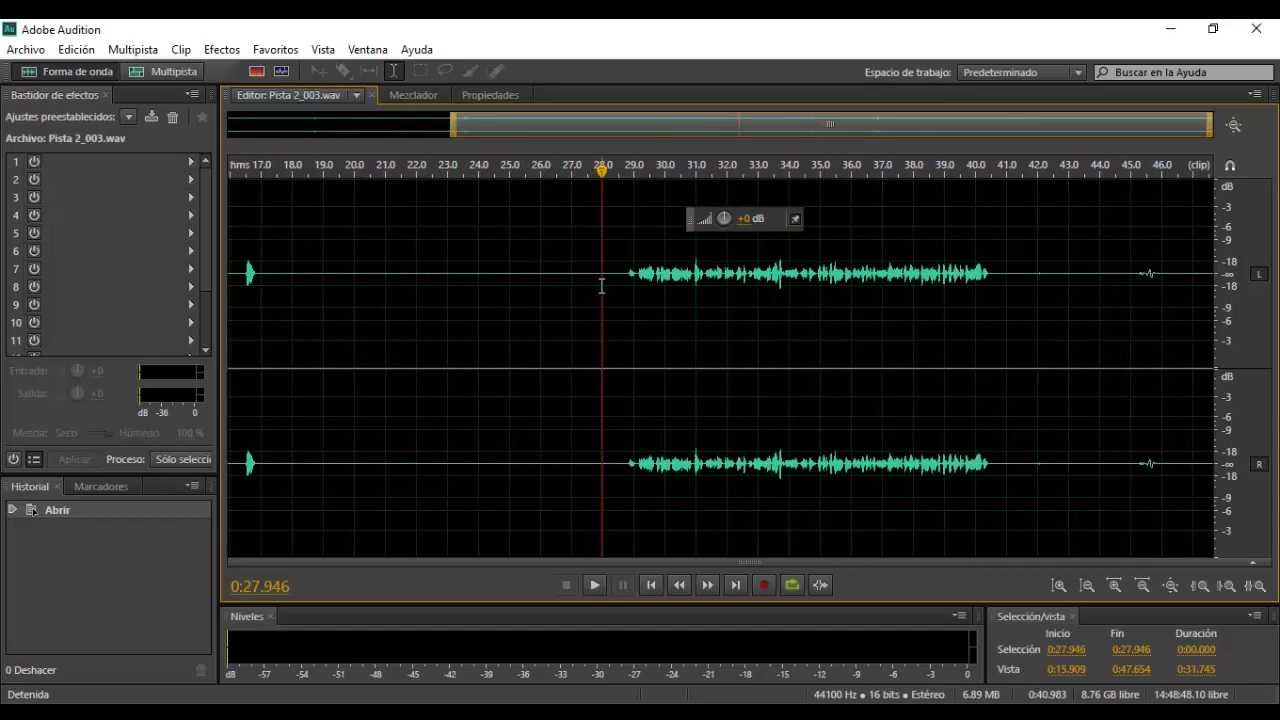 Au Adobe Audition
Archivo Edición Multipista Clip Efectos Favoritos Vista Ventana Ayuda
Forma de onda Multipista Espacio de trabajo: Predeterminado Buscar en la Ayuda
Bastidor de efectos Editor: Pista 2_003.wav Mezclador Propiedades
Ajustes preestablecidos:
Archivo: Pista 2_003.wav
hms 17.0 18.0 19.0 20.0 21.0 22.0 23.0 24.0 25.0 26.0 27.0 28.0 29.0 30.0 31.0 32.0 33.0 34.0 35.0 36.0 37.0 38.0 39.0 40.0 41.0 42.0 43.0 44.0 45.0 46.0 (clip)
1
2
3
4
5
6
7
8
9
10
11
+0 dB
dB
-3
-6
-9
-18
-∞
-18
-9
-6
-3
L
dB
-3
-6
-9
-18
-∞
-18
-9
-6
-3
R
Entrada: +0
Salida: +0
dB -36 0
Mezcla: Seco Húmedo 100 %
Aplicar Proceso: Sólo selecci
Historial Marcadores
Abrir
0 Deshacer
0:27.946
Niveles
dB -57 -54 -51 -48 -45 -42 -39 -36 -33 -30 -27 -24 -21 -18 -15 -12 -9 -6 -3 0
Selección/vista
Inicio Fin Duración
Selección 0:27.946 0:27.946 0:00.000
Vista 0:15.909 0:47.654 0:31.745
Detenida 44100 Hz • 16 bits • Estéreo 6.89 MB 0:40.983 8.76 GB libre 14:48:48.10 libre